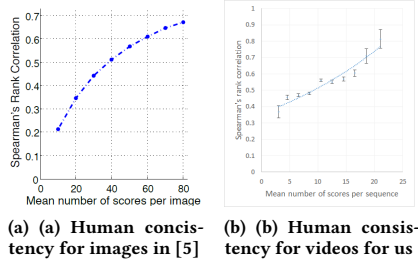 0.7
0.6
0.5
0.4
0.3
0.2
0.1
0
0 20 40 60 80
Spearman's Rank Correlation
Mean number of scores per image
1
0.9
0.8
0.7
0.6
0.5
0.4
0.3
0.2
0.1
0
0 5 10 15 20 25
Spearman's rank correlation
Mean number of scores per sequence
(a) (a) Human concis-
tency for images in [5]
(b) (b) Human consis-
tency for videos for us